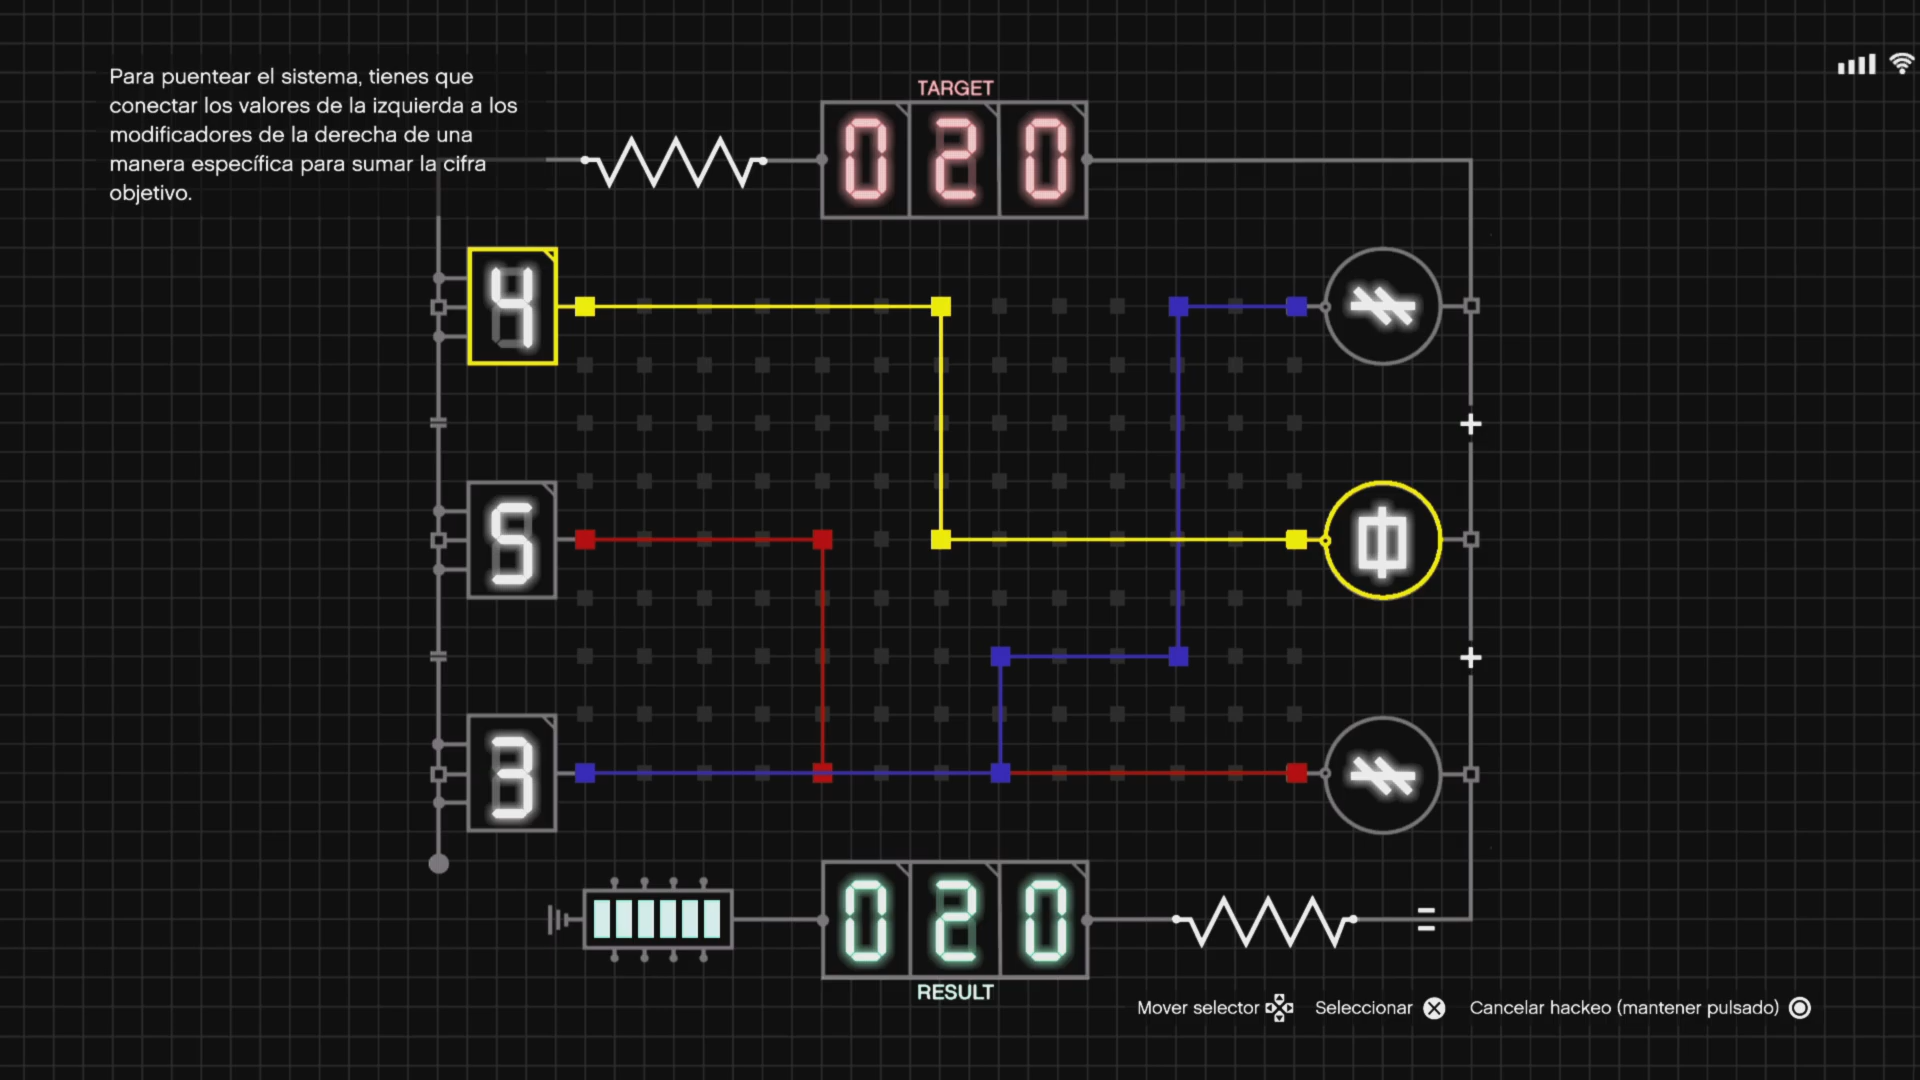 Para puentear el sistema, tienes que
conectar los valores de la izquierda a los
modificadores de la derecha de una
manera específica para sumar la cifra
objetivo.
TARGET
020
4
5
3
+
+
=
020
RESULT
Mover selector Seleccionar Cancelar hackeo (mantener pulsado)